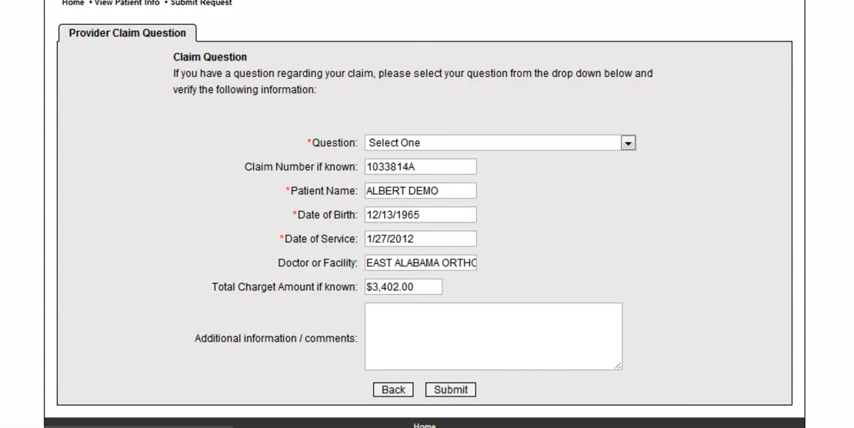 Home • View Patient Info • Submit Request
Provider Claim Question
Claim Question
If you have a question regarding your claim, please select your question from the drop down below and
verify the following information:
*Question: Select One
Claim Number if known: 1033814A
*Patient Name: ALBERT DEMO
*Date of Birth: 12/13/1965
*Date of Service: 1/27/2012
Doctor or Facility: EAST ALABAMA ORTHO
Total Charget Amount if known: $3,402.00
Additional information / comments:
Back Submit
Home